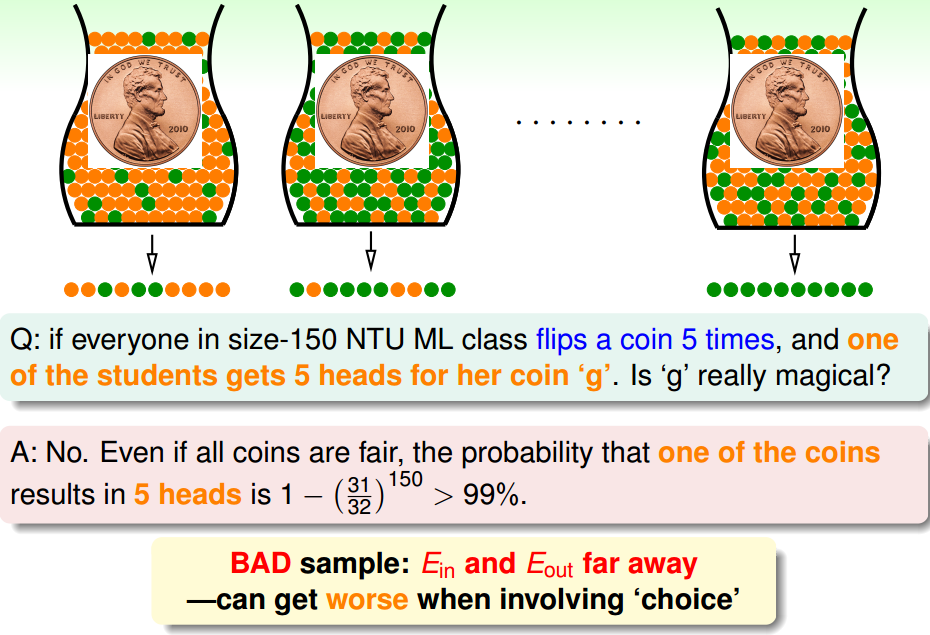 IN GOD WE TRUST
LIBERTY
2010
IN GOD WE TRUST
LIBERTY
2010
. . . . . . . .
IN GOD WE TRUST
LIBERTY
2010
Q: if everyone in size-150 NTU ML class flips a coin 5 times, and one
of the students gets 5 heads for her coin ‘g’. Is ‘g’ really magical?
A: No. Even if all coins are fair, the probability that one of the coins
results in 5 heads is 1 − (31/32)^150 > 99%.
BAD sample: E_in and E_out far away
—can get worse when involving ‘choice’